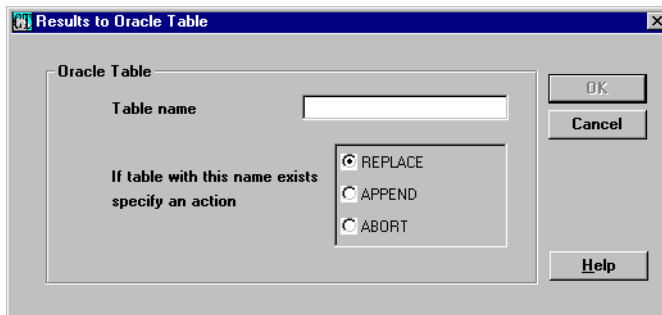 Results to Oracle Table
Oracle Table
Table name
OK
Cancel
If table with this name exists
specify an action
REPLACE
APPEND
ABORT
Help